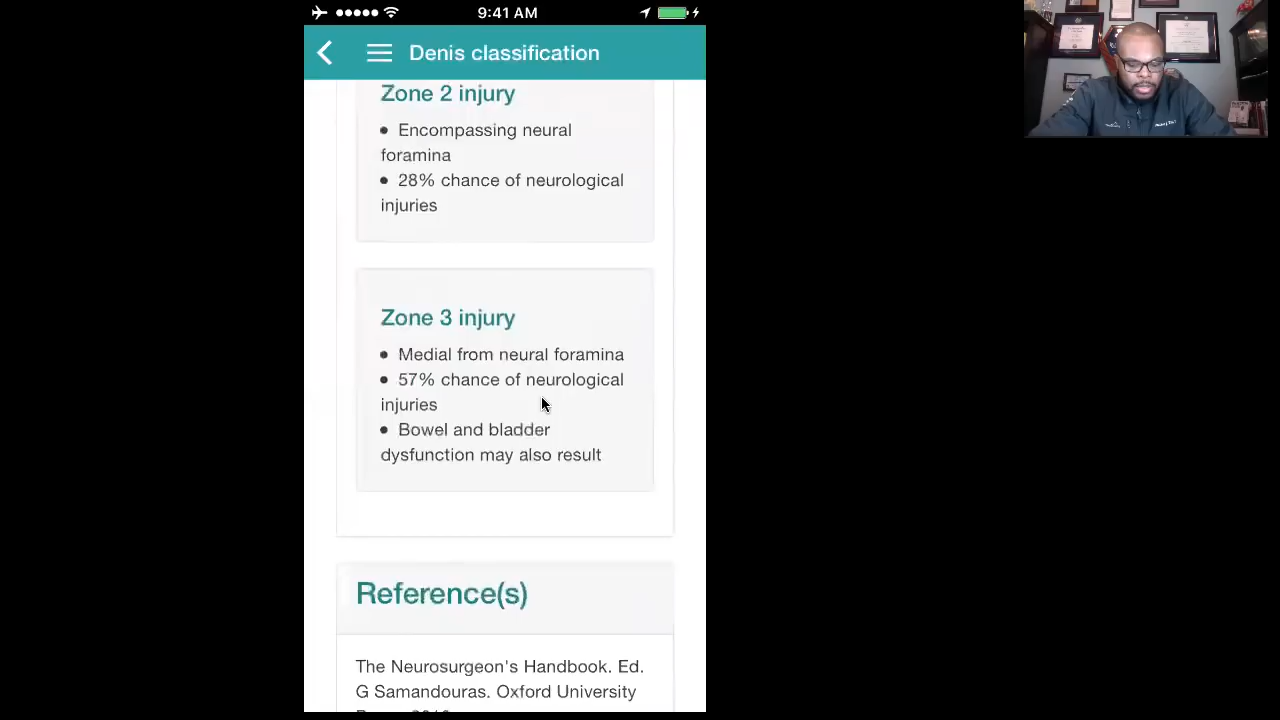 9:41 AM
Denis classification
Zone 2 injury
• Encompassing neural
foramina
• 28% chance of neurological
injuries
Zone 3 injury
• Medial from neural foramina
• 57% chance of neurological
injuries
• Bowel and bladder
dysfunction may also result
Reference(s)
The Neurosurgeon's Handbook. Ed.
G Samandouras. Oxford University